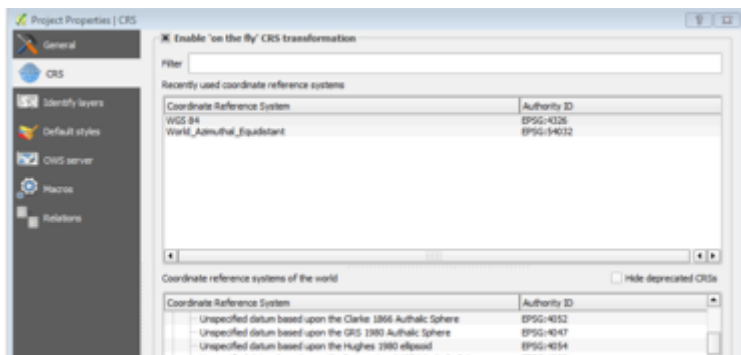 Project Properties | CRS
General
CRS
Identify layers
Default styles
OWS server
Macros
Relations
Enable 'on the fly' CRS transformation
Filter
Recently used coordinate reference systems
Coordinate Reference System Authority ID
WGS 84 EPSG:4326
World_Azimuthal_Equidistant EPSG:54032
Coordinate reference systems of the world Hide deprecated CRSs
Coordinate Reference System Authority ID
Unspecified datum based upon the Clarke 1866 Authalic Sphere EPSG:4052
Unspecified datum based upon the GRS 1980 Authalic Sphere EPSG:4047
Unspecified datum based upon the Hughes 1980 ellipsoid EPSG:4054